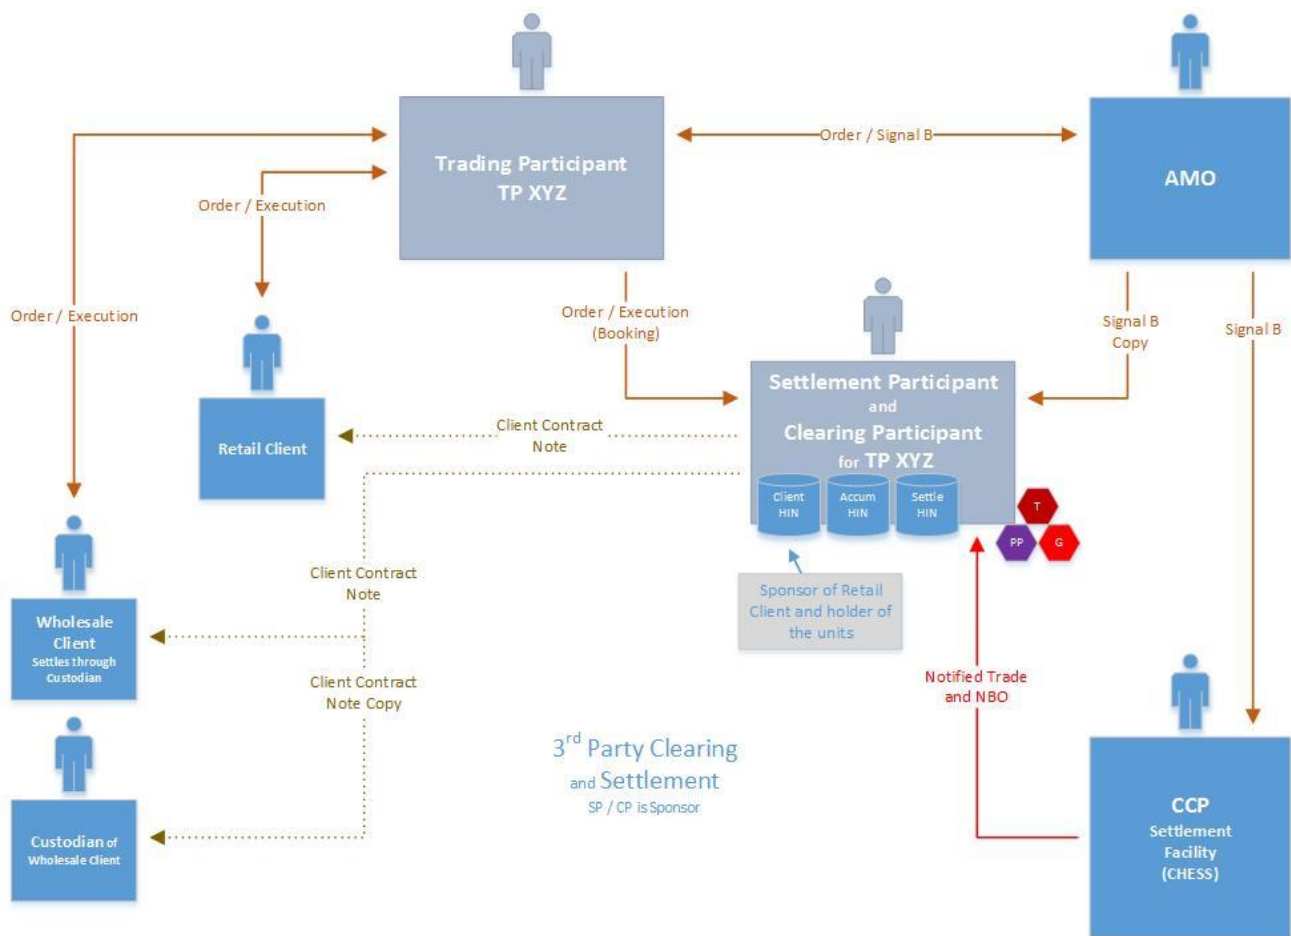 Trading Participant
TP XYZ
Order / Signal B
AMO
Order / Execution
Order / Execution
Order / Execution
(Booking)
Signal B
Copy
Signal B
Settlement Participant
and
Clearing Participant
for TP XYZ
Client
HIN
Accum
HIN
Settle
HIN
T
PP
G
Retail Client
Client Contract
Note
Sponsor of Retail
Client and holder of
the units
Client Contract
Note
Wholesale
Client
Settles through
Custodian
Client Contract
Note Copy
Notified Trade
and NBO
3rd Party Clearing
and Settlement
SP / CP is Sponsor
Custodian of
Wholesale Client
CCP
Settlement
Facility
(CHESS)